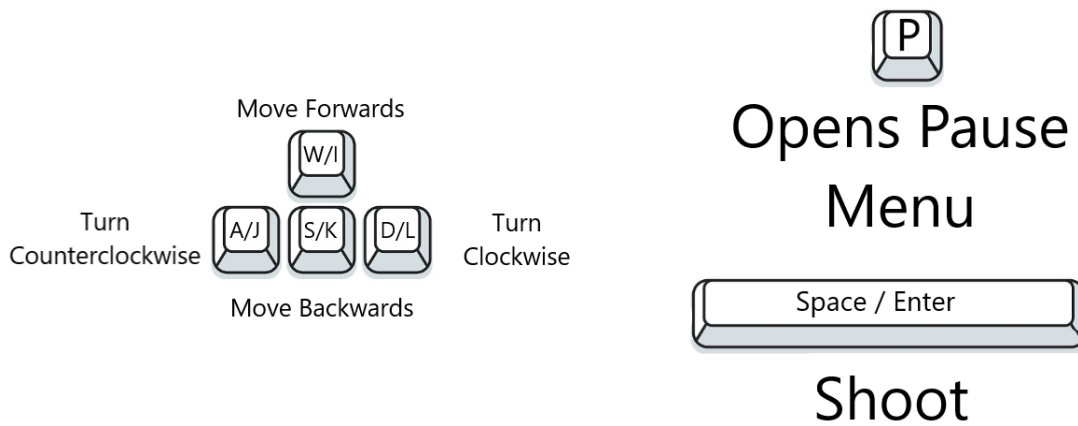 Move Forwards
W/I
Turn
Counterclockwise
A/J
S/K
D/L
Turn
Clockwise
Move Backwards
P
Opens Pause
Menu
Space / Enter
Shoot